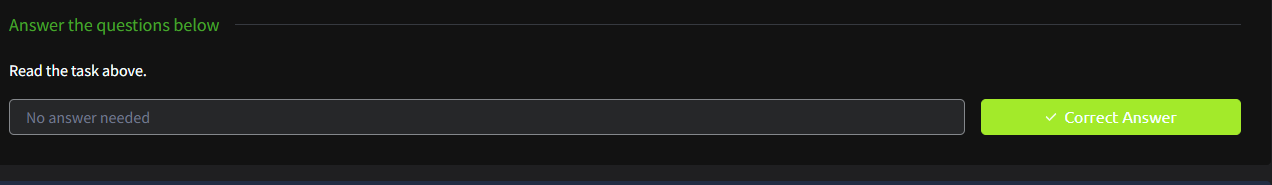 Answer the questions below
Read the task above.
No answer needed
Correct Answer